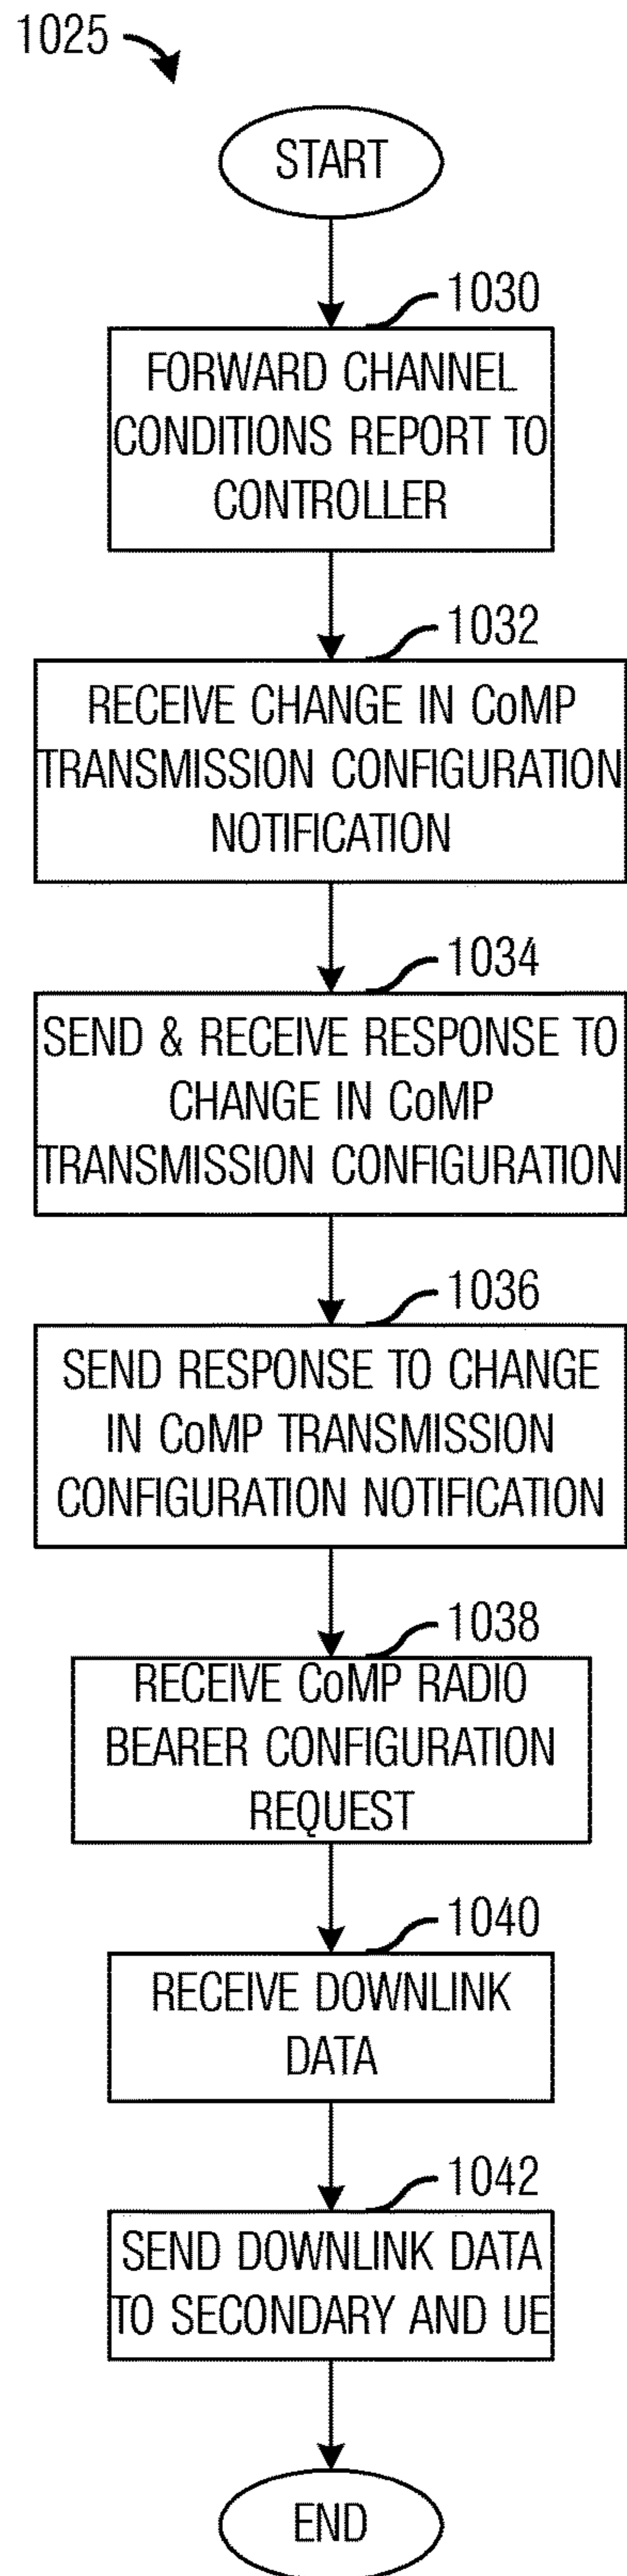 1025
START
1030
FORWARD CHANNEL
CONDITIONS REPORT TO
CONTROLLER
1032
RECEIVE CHANGE IN CoMP
TRANSMISSION CONFIGURATION
NOTIFICATION
1034
SEND & RECEIVE RESPONSE TO
CHANGE IN CoMP
TRANSMISSION CONFIGURATION
1036
SEND RESPONSE TO CHANGE
IN CoMP TRANSMISSION
CONFIGURATION NOTIFICATION
1038
RECEIVE CoMP RADIO
BEARER CONFIGURATION
REQUEST
1040
RECEIVE DOWNLINK
DATA
1042
SEND DOWNLINK DATA
TO SECONDARY AND UE
END